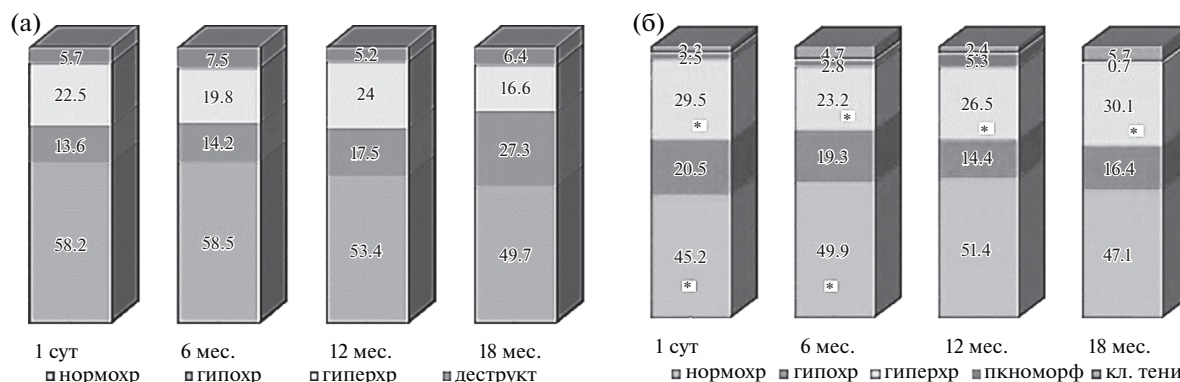 (а)
5.7 7.5 5.2 6.4
22.5 19.8 24 16.6
13.6 14.2 17.5 27.3
58.2 58.5 53.4 49.7
1 сут 6 мес. 12 мес. 18 мес.
нормохр гипохр гиперхр деструкт
(б)
2.3 4.7 2.4 5.7
2.5 2.8 5.3 0.7
29.5 23.2 26.5 30.1
* * * *
20.5 19.3 14.4 16.4
45.2 49.9 51.4 47.1
* *
1 сут 6 мес. 12 мес. 18 мес.
нормохр гипохр гиперхр пкноморф кл. тени